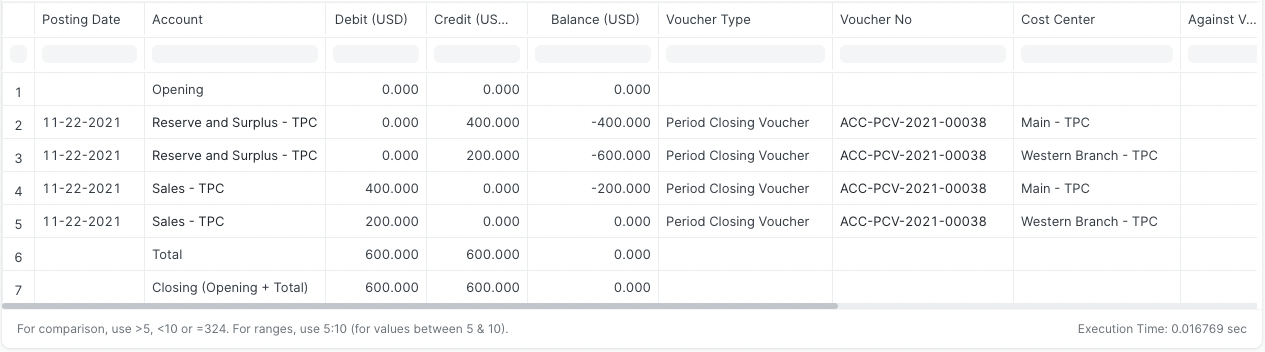 Posting Date Account Debit (USD) Credit (US... Balance (USD) Voucher Type Voucher No Cost Center Against V...
1 Opening 0.000 0.000 0.000
2 11-22-2021 Reserve and Surplus - TPC 0.000 400.000 -400.000 Period Closing Voucher ACC-PCV-2021-00038 Main - TPC
3 11-22-2021 Reserve and Surplus - TPC 0.000 200.000 -600.000 Period Closing Voucher ACC-PCV-2021-00038 Western Branch - TPC
4 11-22-2021 Sales - TPC 400.000 0.000 -200.000 Period Closing Voucher ACC-PCV-2021-00038 Main - TPC
5 11-22-2021 Sales - TPC 200.000 0.000 0.000 Period Closing Voucher ACC-PCV-2021-00038 Western Branch - TPC
6 Total 600.000 600.000 0.000
7 Closing (Opening + Total) 600.000 600.000 0.000
For comparison, use >5, <10 or =324. For ranges, use 5:10 (for values between 5 & 10). Execution Time: 0.016769 sec